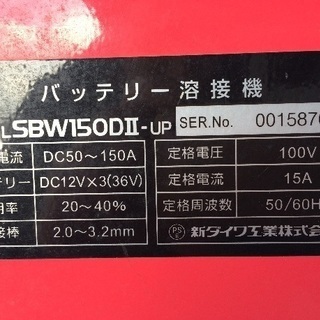 バッテリー溶接機
L SBW150DⅡ-UP SER.No. 0015876
電流 DC50～150A 定格電圧 100V
テリー DC12V×3(36V) 定格電流 15A
用率 20～40% 定格周波数 50/60H
接棒 2.0～3.2mm 新ダイワ工業株式会